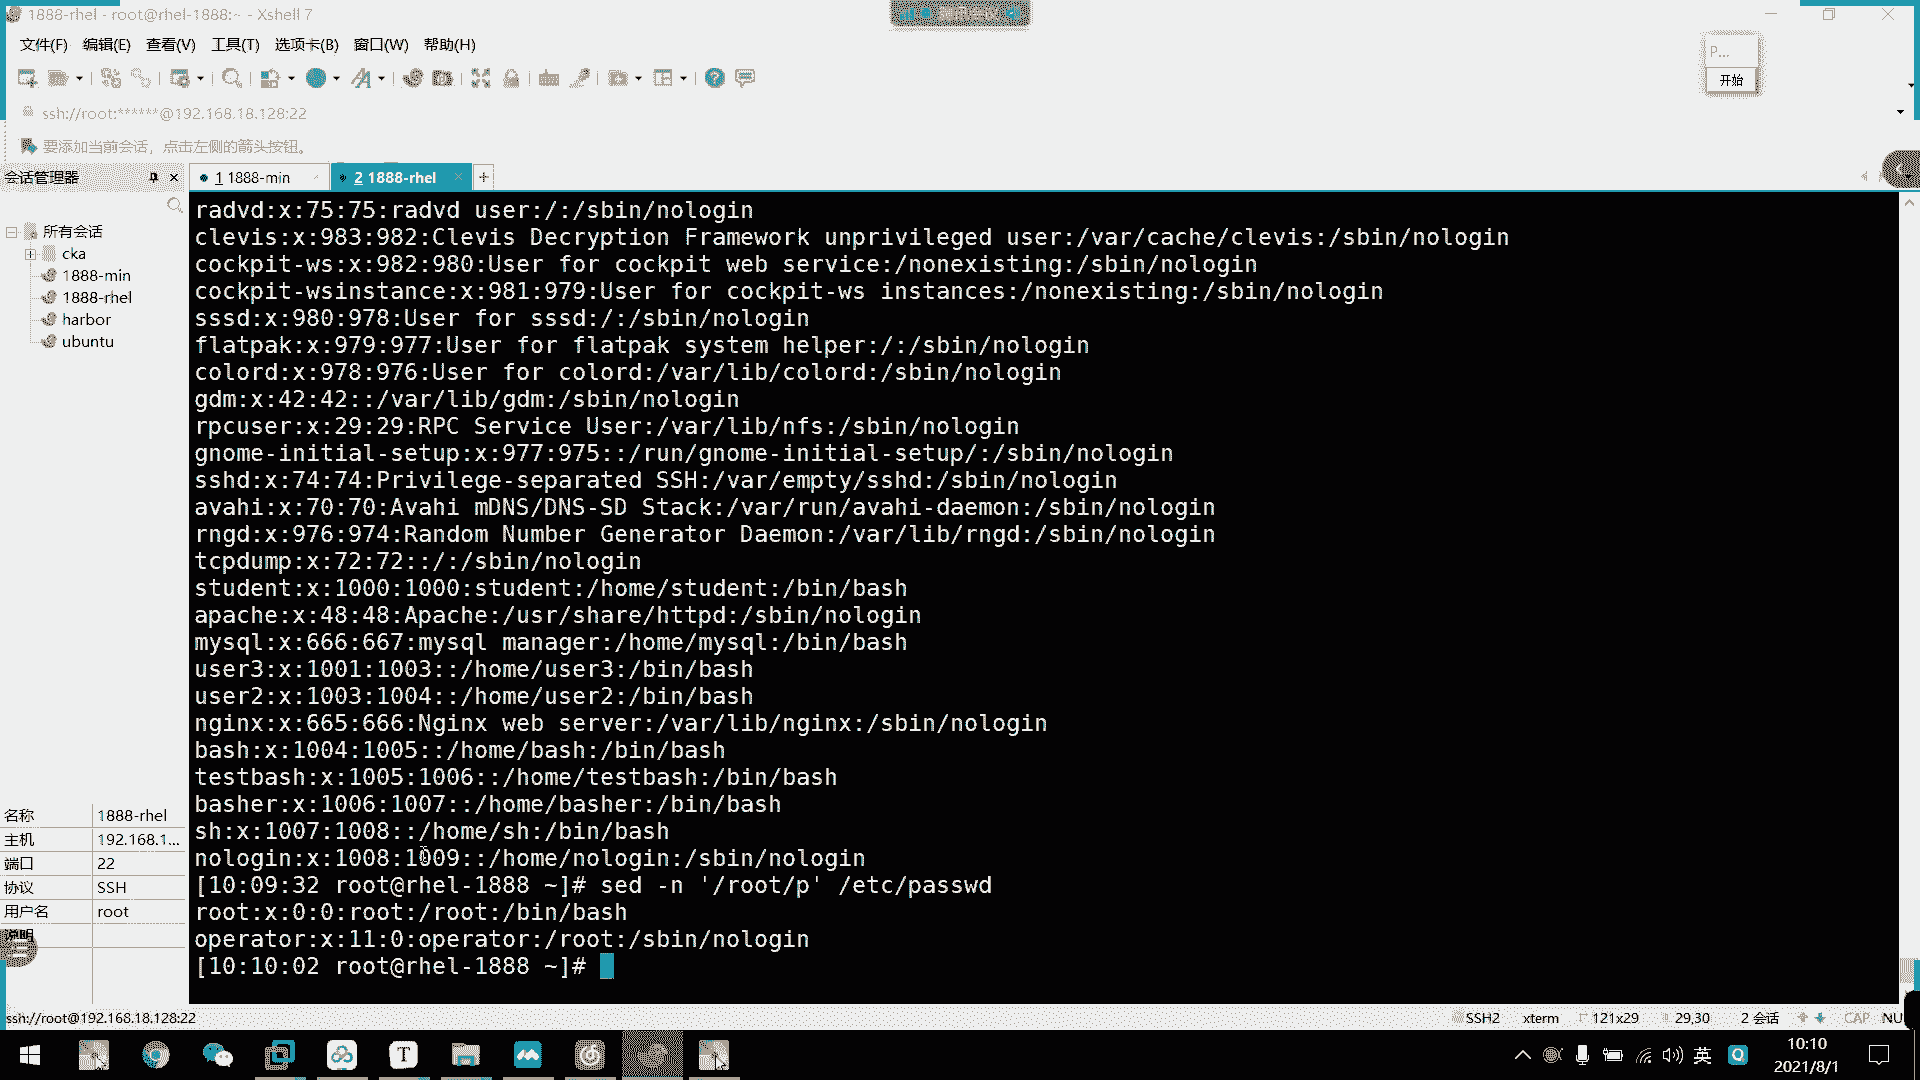 1888-rhel - root@rhel-1888:~ - Xshell 7
文件(F) 编辑(E) 查看(V) 工具(T) 选项卡(B) 窗口(W) 帮助(H)
P...
开始
ssh://root:******@192.168.18.128:22
要添加当前会话，点击左侧的箭头按钮。
会话管理器
1 1888-min
2 1888-rhel
所有会话
cka
1888-min
1888-rhel
harbor
ubuntu
radvd:x:75:75:radvd user:/:/sbin/nologin
clevis:x:983:982:Clevis Decryption Framework unprivileged user:/var/cache/clevis:/sbin/nologin
cockpit-ws:x:982:980:User for cockpit web service:/nonexisting:/sbin/nologin
cockpit-wsinstance:x:981:979:User for cockpit-ws instances:/nonexisting:/sbin/nologin
sssd:x:980:978:User for sssd:/:/sbin/nologin
flatpak:x:979:977:User for flatpak system helper:/:/sbin/nologin
colord:x:978:976:User for colord:/var/lib/colord:/sbin/nologin
gdm:x:42:42::/var/lib/gdm:/sbin/nologin
rpcuser:x:29:29:RPC Service User:/var/lib/nfs:/sbin/nologin
gnome-initial-setup:x:977:975::/run/gnome-initial-setup/:/sbin/nologin
sshd:x:74:74:Privilege-separated SSH:/var/empty/sshd:/sbin/nologin
avahi:x:70:70:Avahi mDNS/DNS-SD Stack:/var/run/avahi-daemon:/sbin/nologin
rngd:x:976:974:Random Number Generator Daemon:/var/lib/rngd:/sbin/nologin
tcpdump:x:72:72::/:/sbin/nologin
student:x:1000:1000:student:/home/student:/bin/bash
apache:x:48:48:Apache:/usr/share/httpd:/sbin/nologin
mysql:x:666:667:mysql manager:/home/mysql:/bin/bash
user3:x:1001:1003::/home/user3:/bin/bash
user2:x:1003:1004::/home/user2:/bin/bash
nginx:x:665:666:Nginx web server:/var/lib/nginx:/sbin/nologin
bash:x:1004:1005::/home/bash:/bin/bash
testbash:x:1005:1006::/home/testbash:/bin/bash
basher:x:1006:1007::/home/basher:/bin/bash
sh:x:1007:1008::/home/sh:/bin/bash
nologin:x:1008:1009::/home/nologin:/sbin/nologin
[10:09:32 root@rhel-1888 ~]# sed -n '/root/p' /etc/passwd
root:x:0:0:root:/root:/bin/bash
operator:x:11:0:operator:/root:/sbin/nologin
[10:10:02 root@rhel-1888 ~]#
名称 1888-rhel
主机 192.168.1...
端口 22
协议 SSH
用户名 root
说明
ssh://root@192.168.18.128:22
SSH2 xterm 121x29 29,30 2 会话 CAP NU
英
10:10
2021/8/1